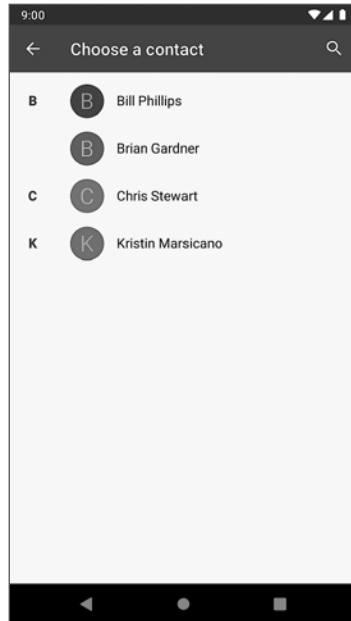 9:00
Choose a contact
B B Bill Phillips
B Brian Gardner
C C Chris Stewart
K K Kristin Marsicano